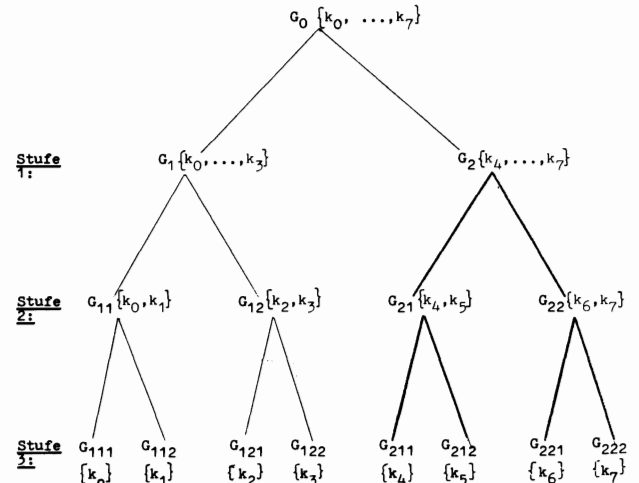 G₀ {k₀, ...,k₇}
Stufe 1: G₁{k₀,...,k₃} G₂{k₄,...,k₇}
Stufe 2: G₁₁{k₀,k₁} G₁₂{k₂,k₃} G₂₁{k₄,k₅} G₂₂{k₆,k₇}
Stufe 3: G₁₁₁ G₁₁₂ G₁₂₁ G₁₂₂ G₂₁₁ G₂₁₂ G₂₂₁ G₂₂₂
{k₀} {k₁} {k₂} {k₃} {k₄} {k₅} {k₆} {k₇}